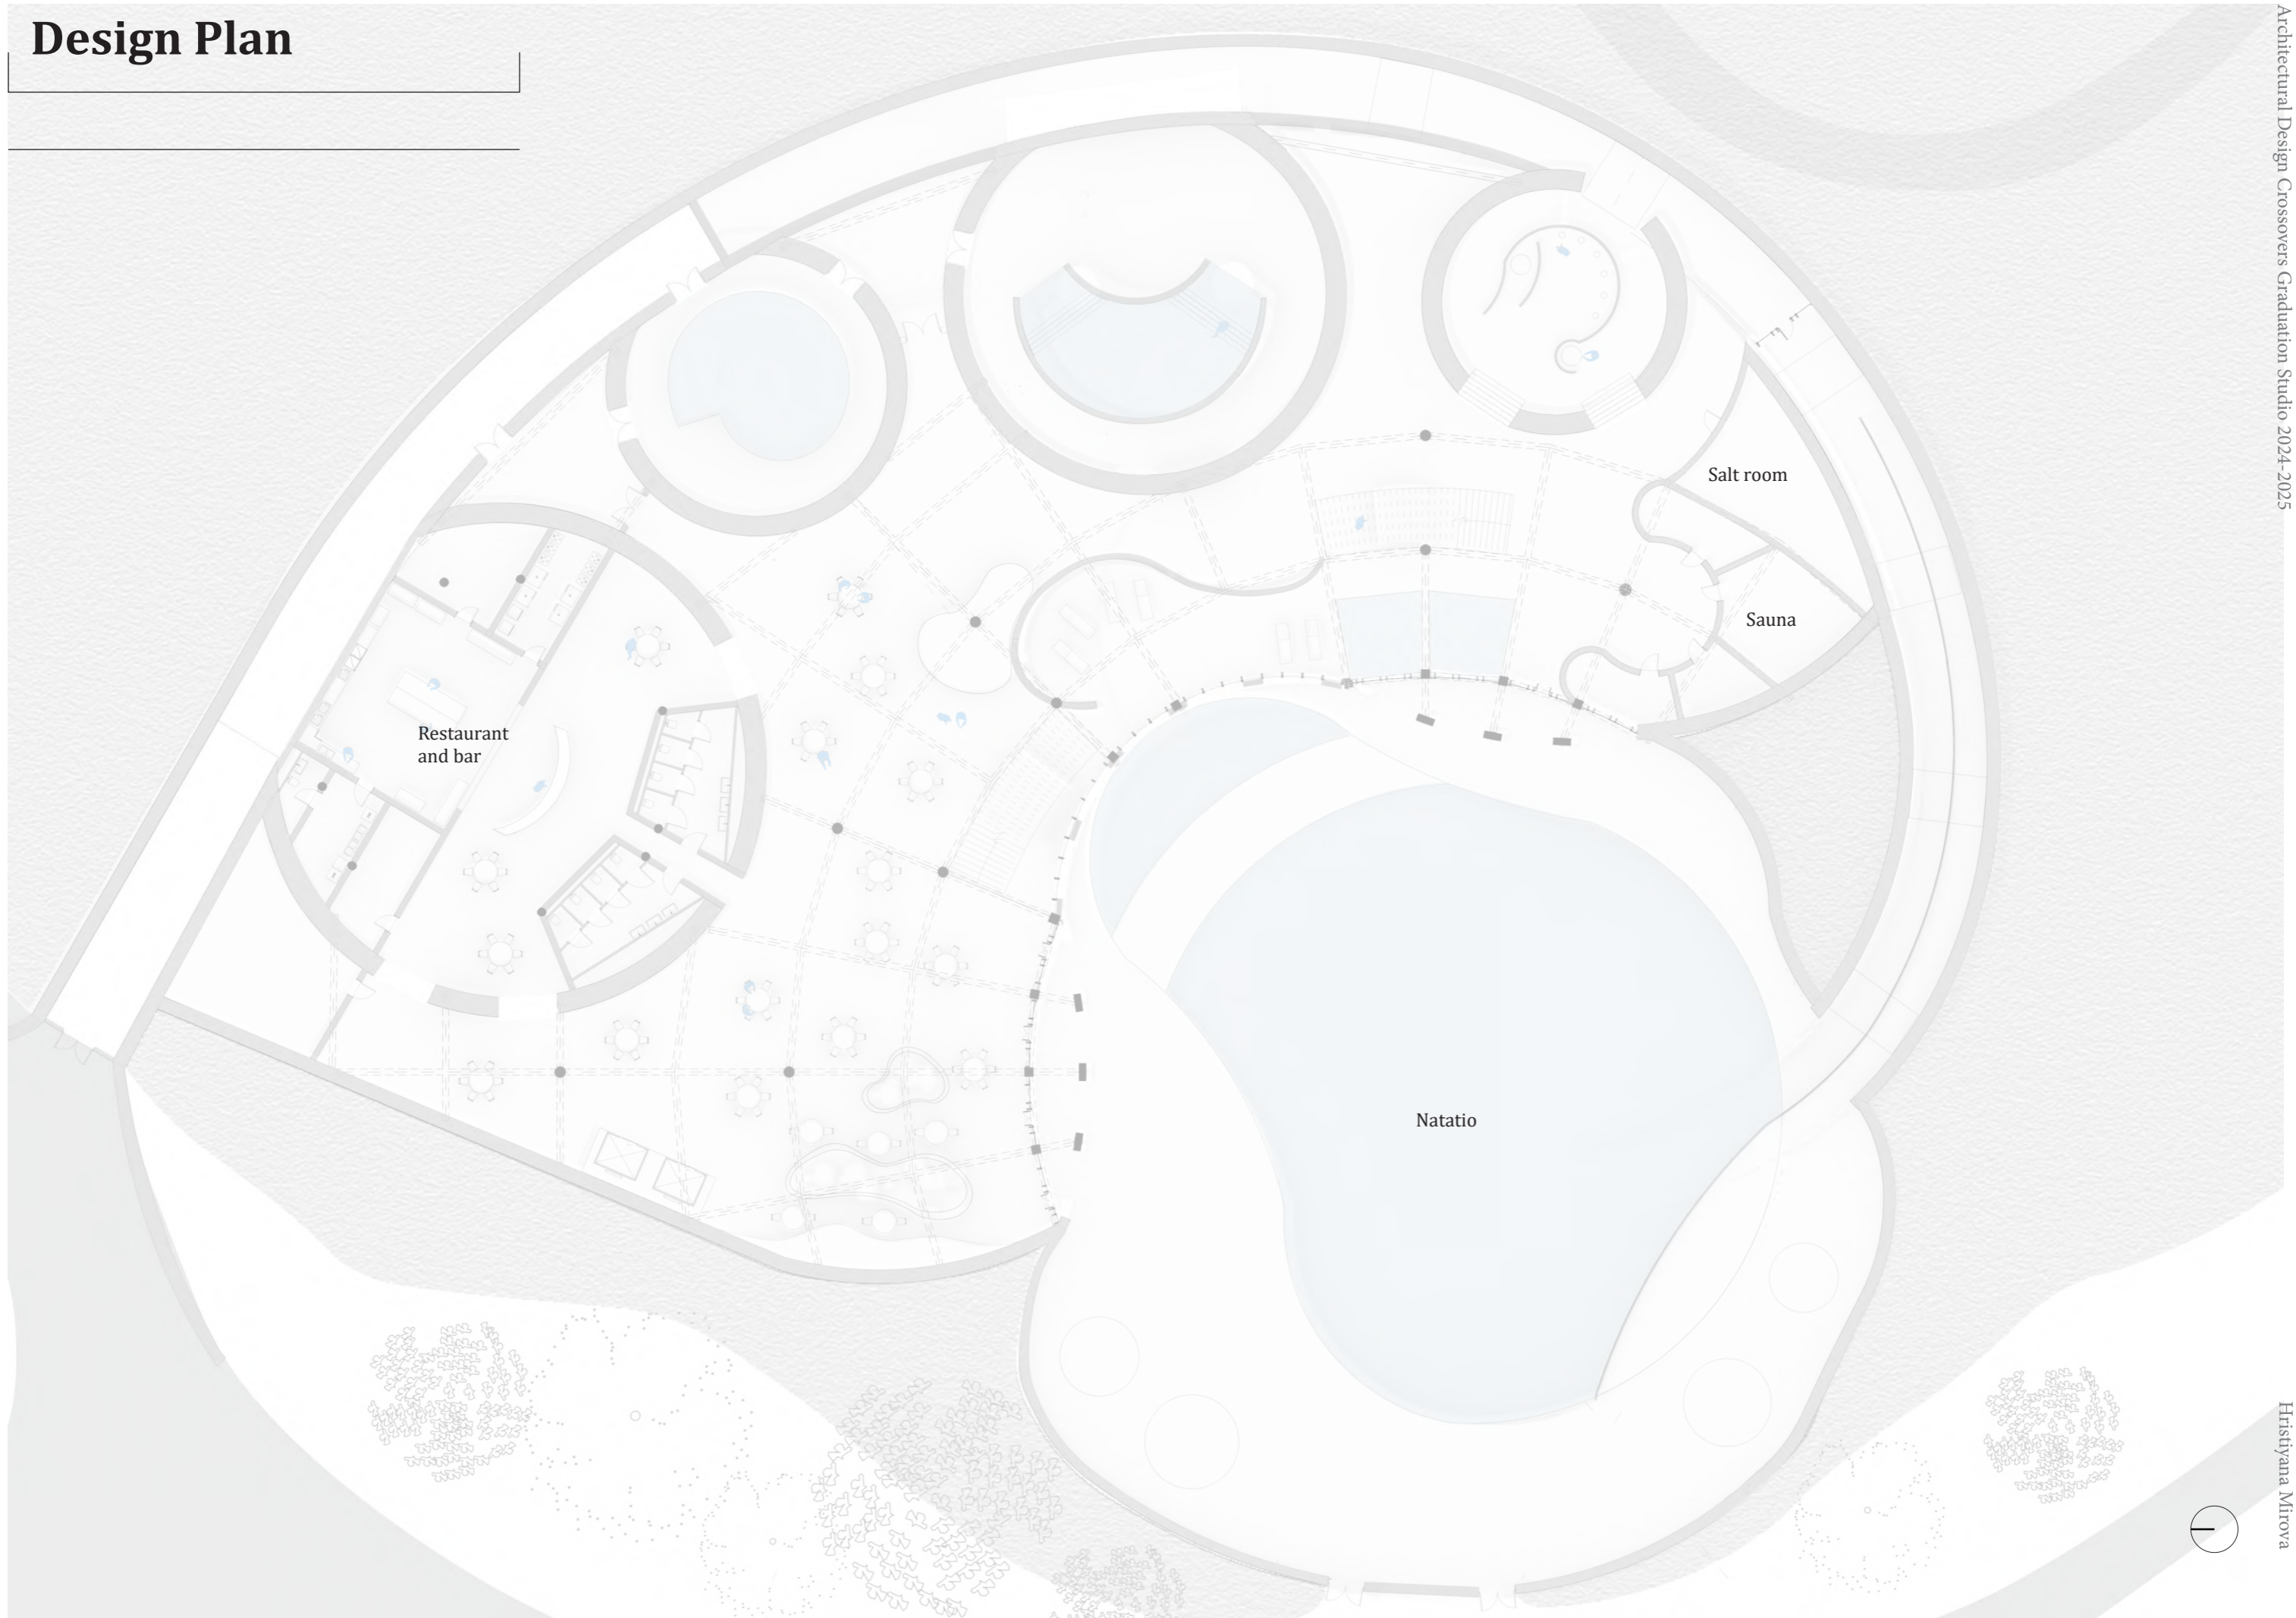 Design Plan
Architectural Design Crossovers Graduation Studio 2024-2025
Salt room
Sauna
Restaurant
and bar
Natatio
Hristiyana Mirova